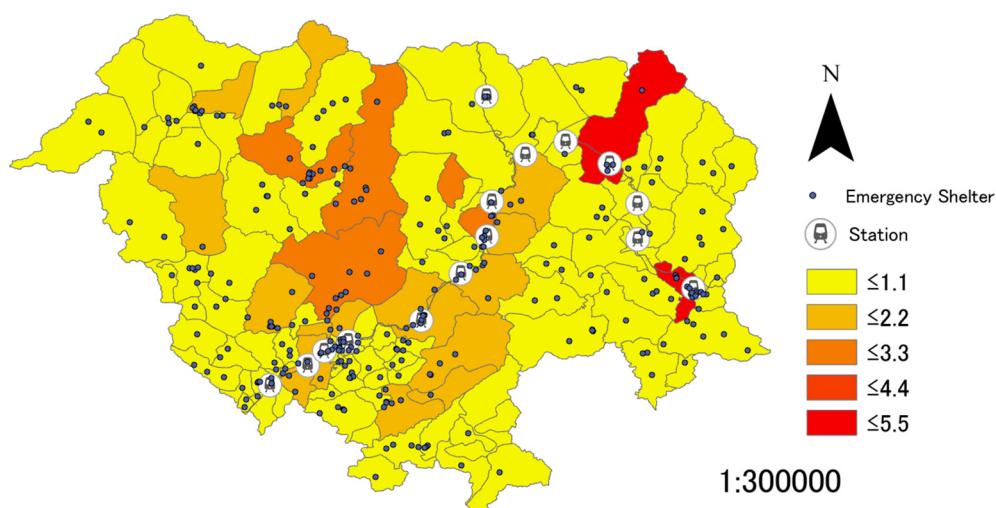 N
Emergency Shelter
Station
≤1.1
≤2.2
≤3.3
≤4.4
≤5.5
1:300000